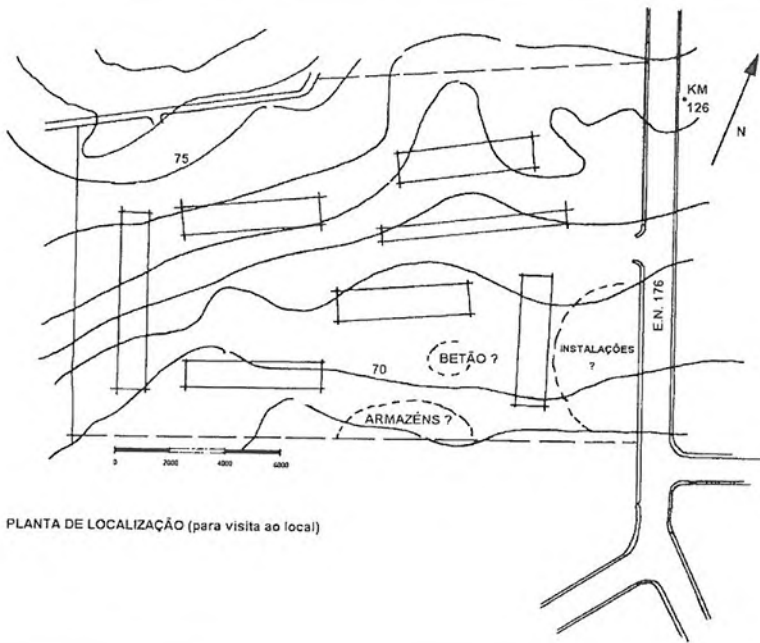 KM
126
N
75
E.N. 176
BETÃO ?
INSTALAÇÕES
?
70
ARMAZÉNS ?
0 2000 4000 6000
PLANTA DE LOCALIZAÇÃO (para visita ao local)